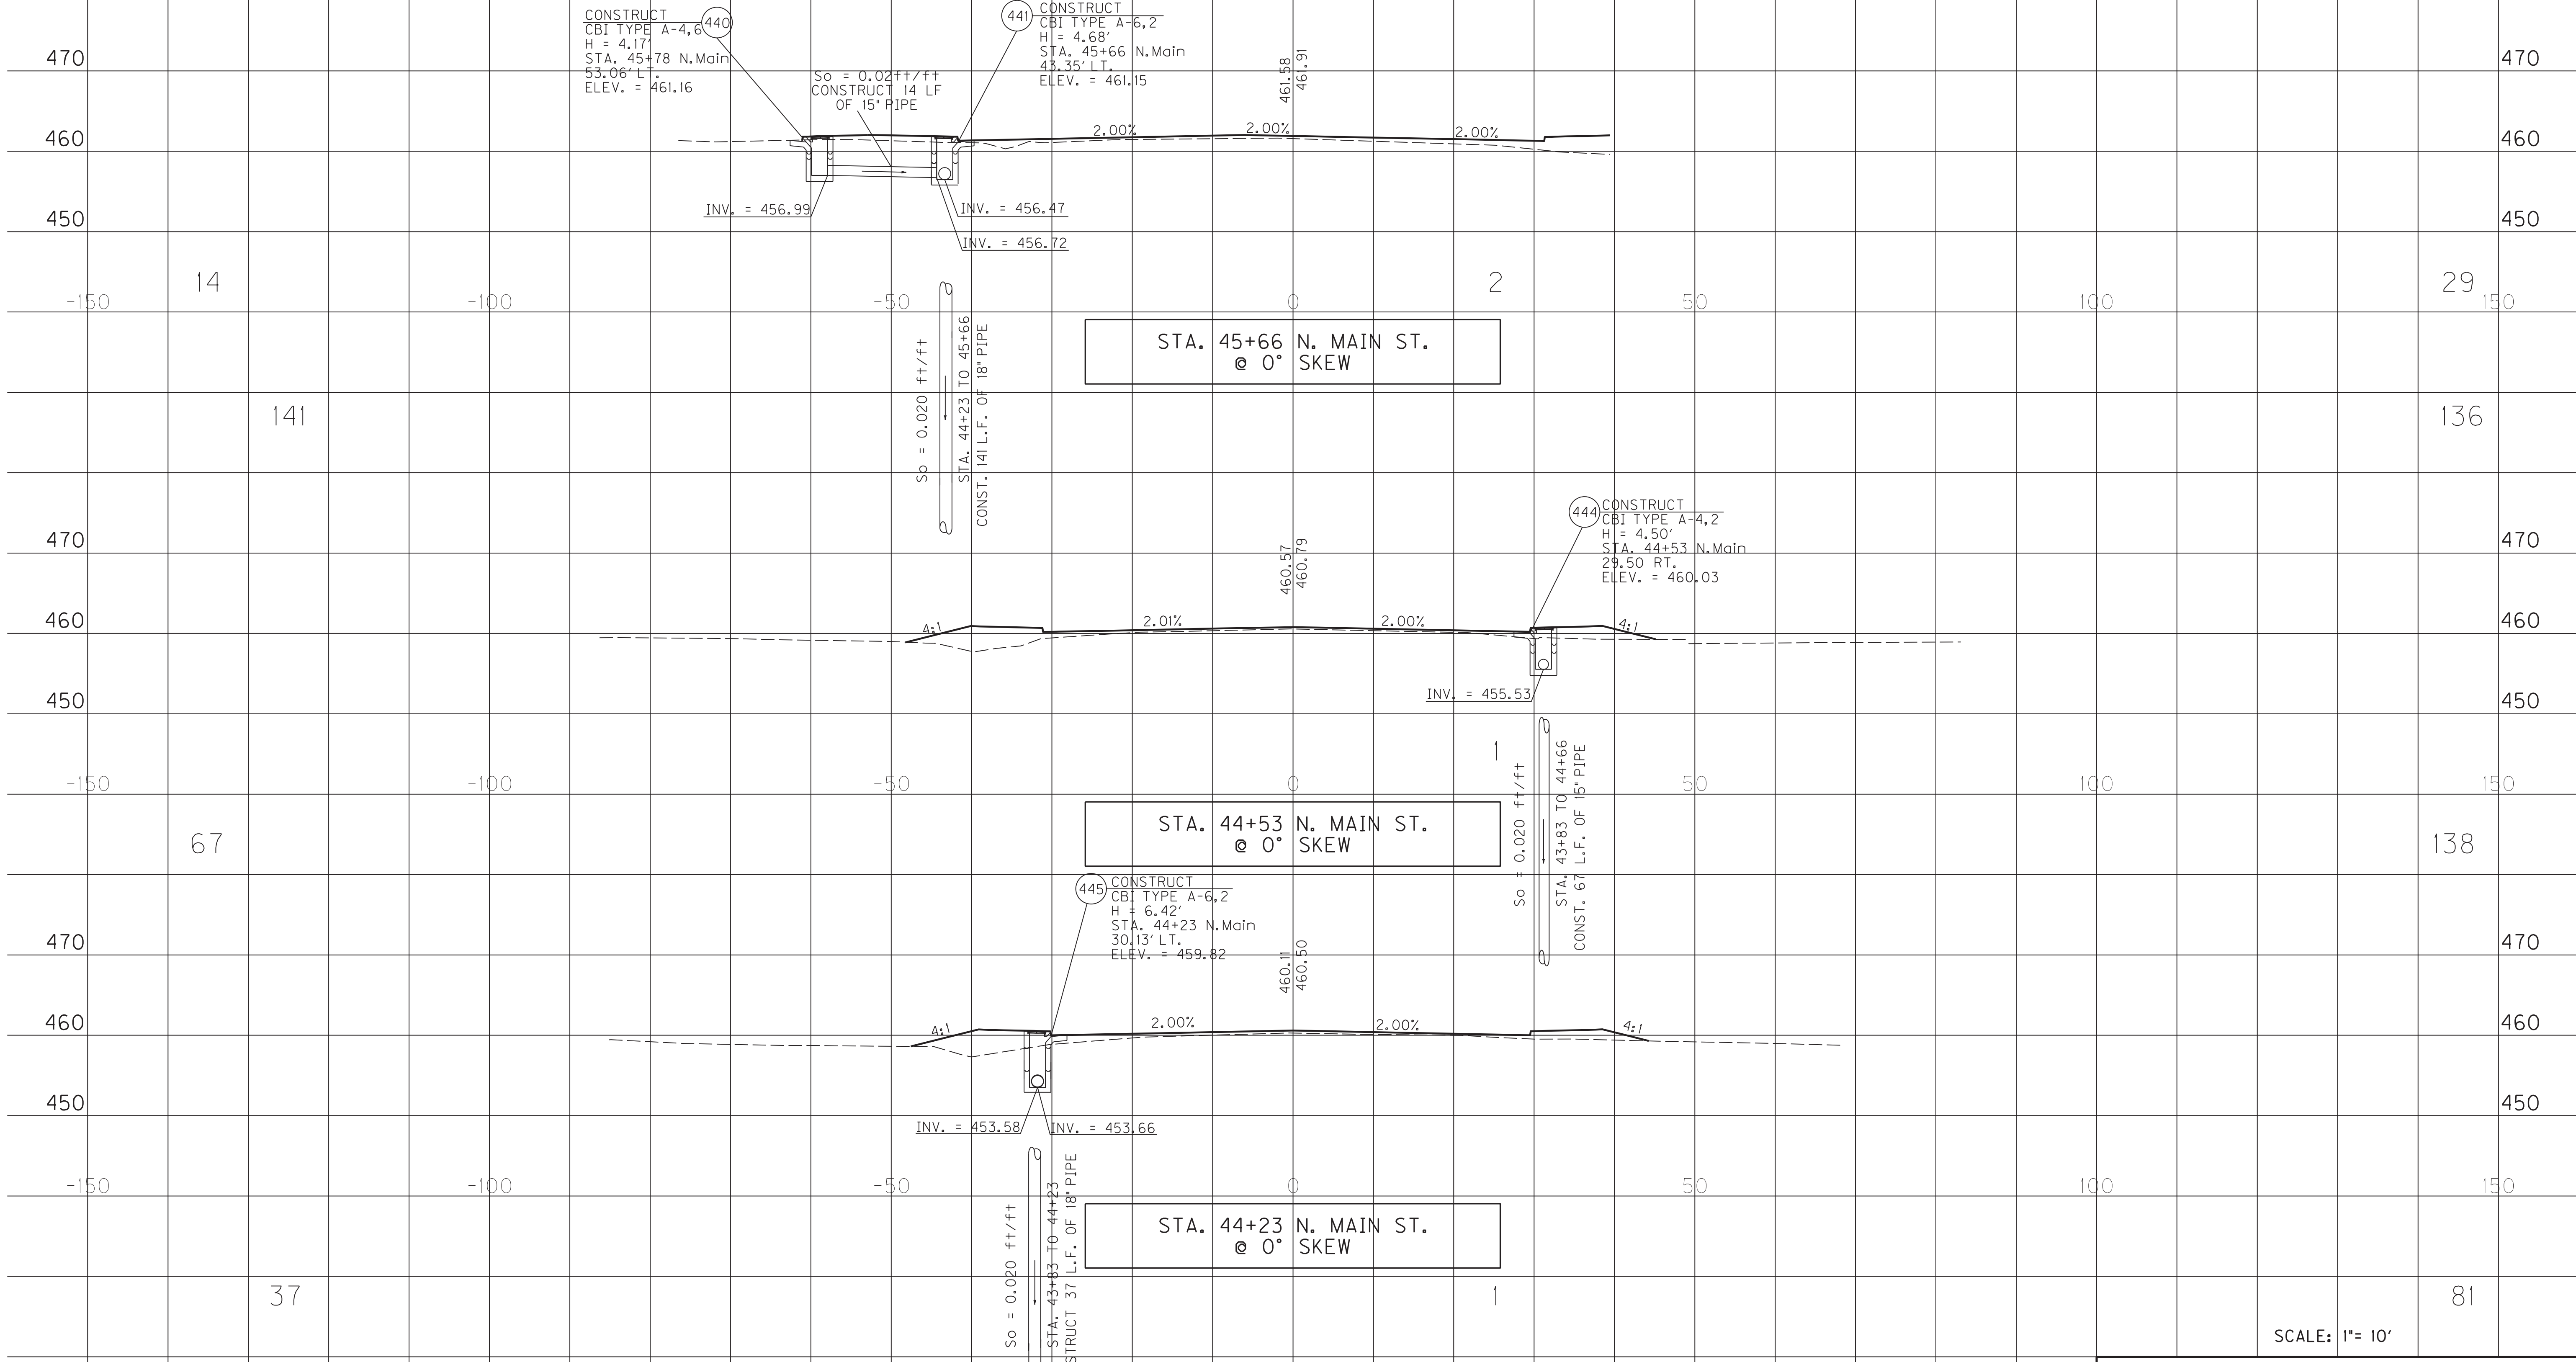 CONSTRUCT
CBI TYPE A-4,6
H = 4.17'
STA. 45+78 N.Main
53.06' LT.
ELEV. = 461.16
440
441
CONSTRUCT
CBI TYPE A-6,2
H = 4.68'
STA. 45+66 N.Main
43.35' LT.
ELEV. = 461.15
So = 0.02ft/ft
CONSTRUCT 14 LF
OF 15" PIPE
461.58
461.91
470
470
460
2.00%
2.00%
2.00%
460
INV. = 456.99
INV. = 456.47
INV. = 456.72
450
450
14
2
29
-150
-100
-50
0
50
100
150
STA. 45+66 N. MAIN ST.
@ 0° SKEW
So = 0.020 ft/ft
STA. 44+23 TO 45+66
CONST. 141 L.F. OF 18" PIPE
141
136
444
CONSTRUCT
CBI TYPE A-4,2
H = 4.50'
STA. 44+53 N.Main
29.50 RT.
ELEV. = 460.03
460.57
460.79
470
470
460
4:1
2.01%
2.00%
4:1
460
INV. = 455.53
450
450
1
-150
-100
-50
0
50
100
150
STA. 44+53 N. MAIN ST.
@ 0° SKEW
So = 0.020 ft/ft
STA. 43+83 TO 44+66
CONST. 67 L.F. OF 15" PIPE
67
138
445
CONSTRUCT
CBI TYPE A-6,2
H = 6.42'
STA. 44+23 N.Main
30.13' LT.
ELEV. = 459.82
460.11
460.50
470
470
460
4:1
2.00%
2.00%
4:1
460
450
450
INV. = 453.58
INV. = 453.66
-150
-100
-50
0
50
100
150
STA. 44+23 N. MAIN ST.
@ 0° SKEW
So = 0.020 ft/ft
STA. 43+83 TO 44+23
STRUCT 37 L.F. OF 18" PIPE
37
1
81
SCALE: 1"= 10'